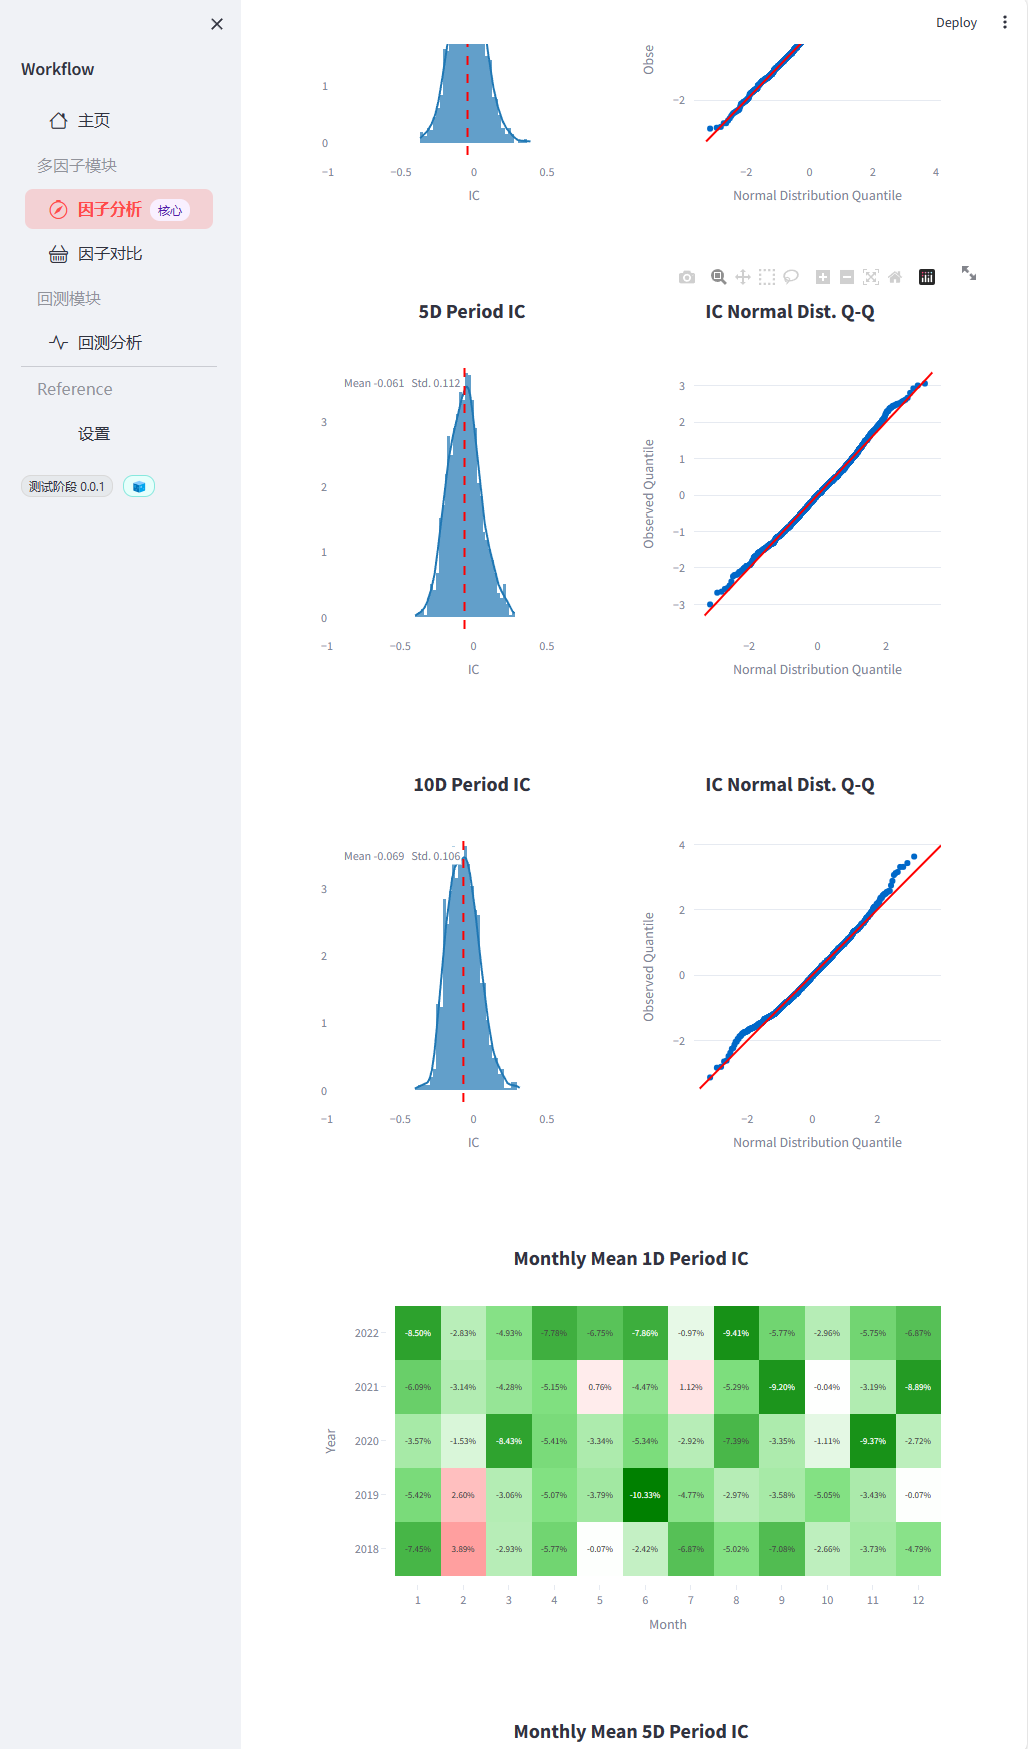 Deploy
Workflow
主页
多因子模块
因子分析 核心
因子对比
回测模块
回测分析
Reference
设置
测试阶段 0.0.1
1
0
−1 −0.5 0 0.5
IC
Obse
−2
−2 0 2 4
Normal Distribution Quantile
5D Period IC
Mean -0.061 Std. 0.112
3
2
1
0
−1 −0.5 0 0.5
IC
IC Normal Dist. Q-Q
Observed Quantile
3
2
1
0
−1
−2
−3
−2 0 2
Normal Distribution Quantile
10D Period IC
Mean -0.069 Std. 0.106
3
2
1
0
−1 −0.5 0 0.5
IC
IC Normal Dist. Q-Q
Observed Quantile
4
2
0
−2
−2 0 2
Normal Distribution Quantile
Monthly Mean 1D Period IC
Year
2022 -8.50% -2.83% -4.93% -7.78% -6.75% -7.86% -0.97% -9.41% -5.77% -2.96% -5.75% -6.87%
2021 -6.09% -3.14% -4.28% -5.15% 0.76% -4.47% 1.12% -5.29% -9.20% -0.04% -3.19% -8.89%
2020 -3.57% -1.53% -8.43% -5.41% -3.34% -5.34% -2.92% -7.39% -3.35% -1.11% -9.37% -2.72%
2019 -5.42% 2.60% -3.06% -5.07% -3.79% -10.33% -4.77% -2.97% -3.58% -5.05% -3.43% -0.07%
2018 -7.45% 3.89% -2.93% -5.77% -0.07% -2.42% -6.87% -5.02% -7.08% -2.66% -3.73% -4.79%
1 2 3 4 5 6 7 8 9 10 11 12
Month
Monthly Mean 5D Period IC